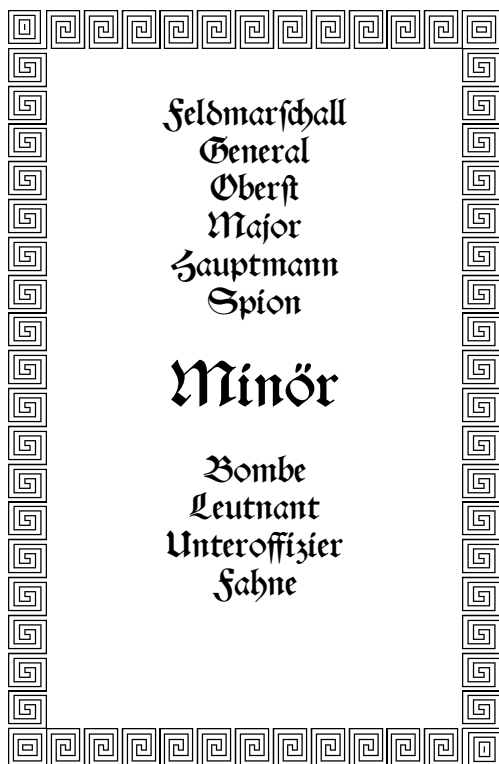 Feldmarſchall
General
Oberſt
Major
Hauptmann
Spion
Minör
Bombe
Leutnant
Unteroffizier
Fahne